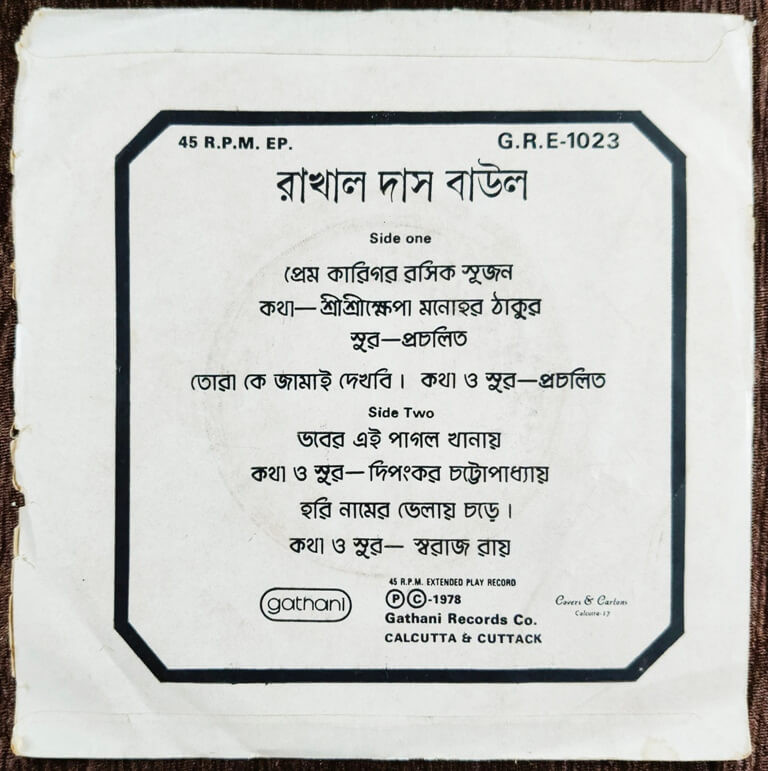 45 R.P.M. EP. G.R.E-1023
রাখাল দাস বাউল
Side one
প্রেম কারিগর রসিক সুজন
কথা—শ্রীশ্রীক্ষেপা মনোহর ঠাকুর
সুর—প্রচলিত
তোরা কে জামাই দেখবি। কথা ও সুর—প্রচলিত
Side Two
ভবের এই পাগল খানায়
কথা ও সুর—দিপংকর চট্টোপাধ্যায়
হরি নামের ভেলায় চড়ে।
কথা ও সুর— স্বরাজ রায়
45 R.P.M. EXTENDED PLAY RECORD
gathani ⓅⒸ-1978 Covers & Cartons
Gathani Records Co. Calcutta-17
CALCUTTA & CUTTACK